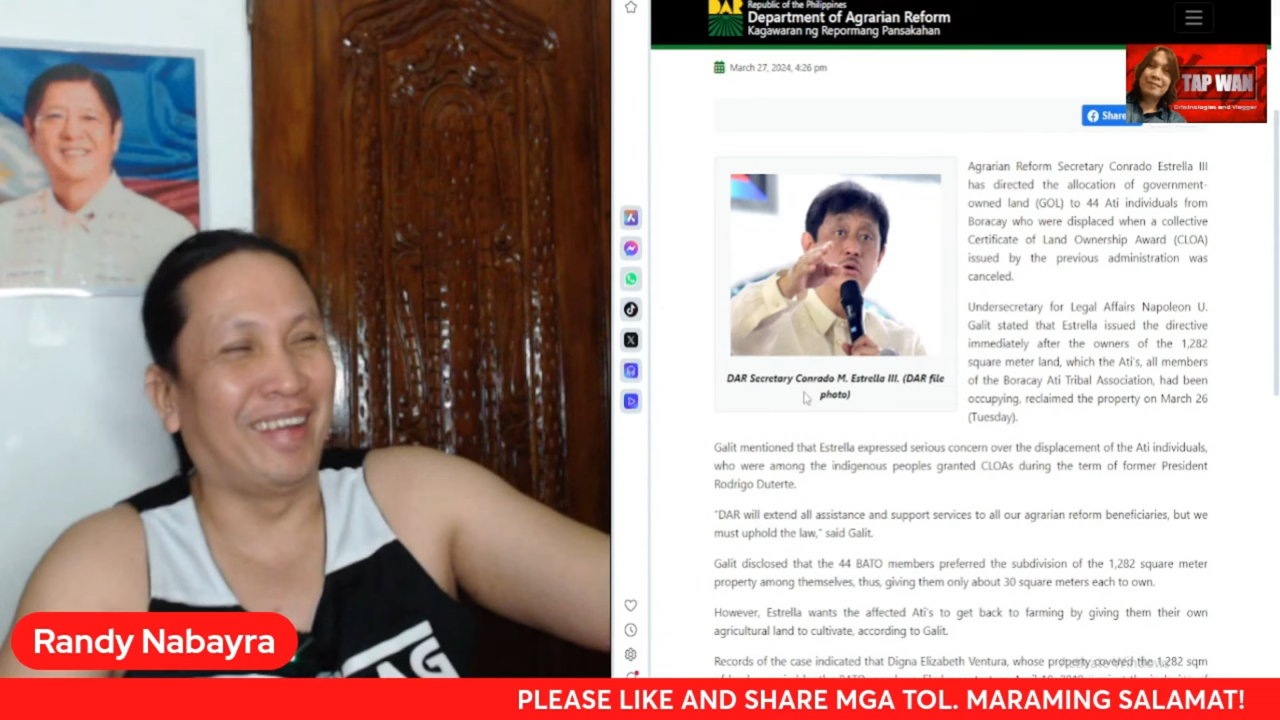 DAR
Republic of the Philippines
Department of Agrarian Reform
Kagawaran ng Repormang Pansakahan
March 27, 2024, 4:26 pm
TAP WAN
Criminologist and Vlogger
Share
Agrarian Reform Secretary Conrado Estrella III
has directed the allocation of government-
owned land (GOL) to 44 Ati individuals from
Boracay who were displaced when a collective
Certificate of Land Ownership Award (CLOA)
issued by the previous administration was
canceled.
Undersecretary for Legal Affairs Napoleon U.
Galit stated that Estrella issued the directive
immediately after the owners of the 1,282
square meter land, which the Ati's, all members
of the Boracay Ati Tribal Association, had been
occupying, reclaimed the property on March 26
(Tuesday).
DAR Secretary Conrado M. Estrella III. (DAR file
photo)
Galit mentioned that Estrella expressed serious concern over the displacement of the Ati individuals,
who were among the indigenous peoples granted CLOAs during the term of former President
Rodrigo Duterte.
"DAR will extend all assistance and support services to all our agrarian reform beneficiaries, but we
must uphold the law," said Galit.
Galit disclosed that the 44 BATO members preferred the subdivision of the 1,282 square meter
property among themselves, thus, giving them only about 30 square meters each to own.
However, Estrella wants the affected Ati's to get back to farming by giving them their own
agricultural land to cultivate, according to Galit.
Records of the case indicated that Digna Elizabeth Ventura, whose property covered the 1,282 sqm
Randy Nabayra
PLEASE LIKE AND SHARE MGA TOL. MARAMING SALAMAT!